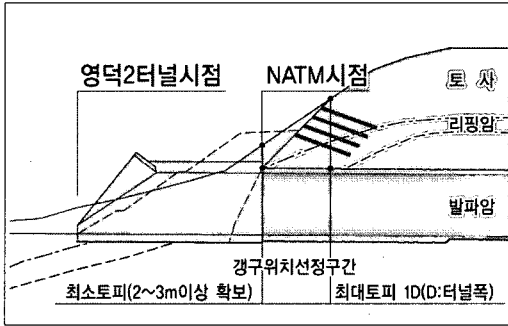 영덕2터널시점
NATM시점
토 사
리핑암
발파암
갱구위치선정구간
최소토피(2~3m이상 확보)
최대토피 1D(D:터널폭)